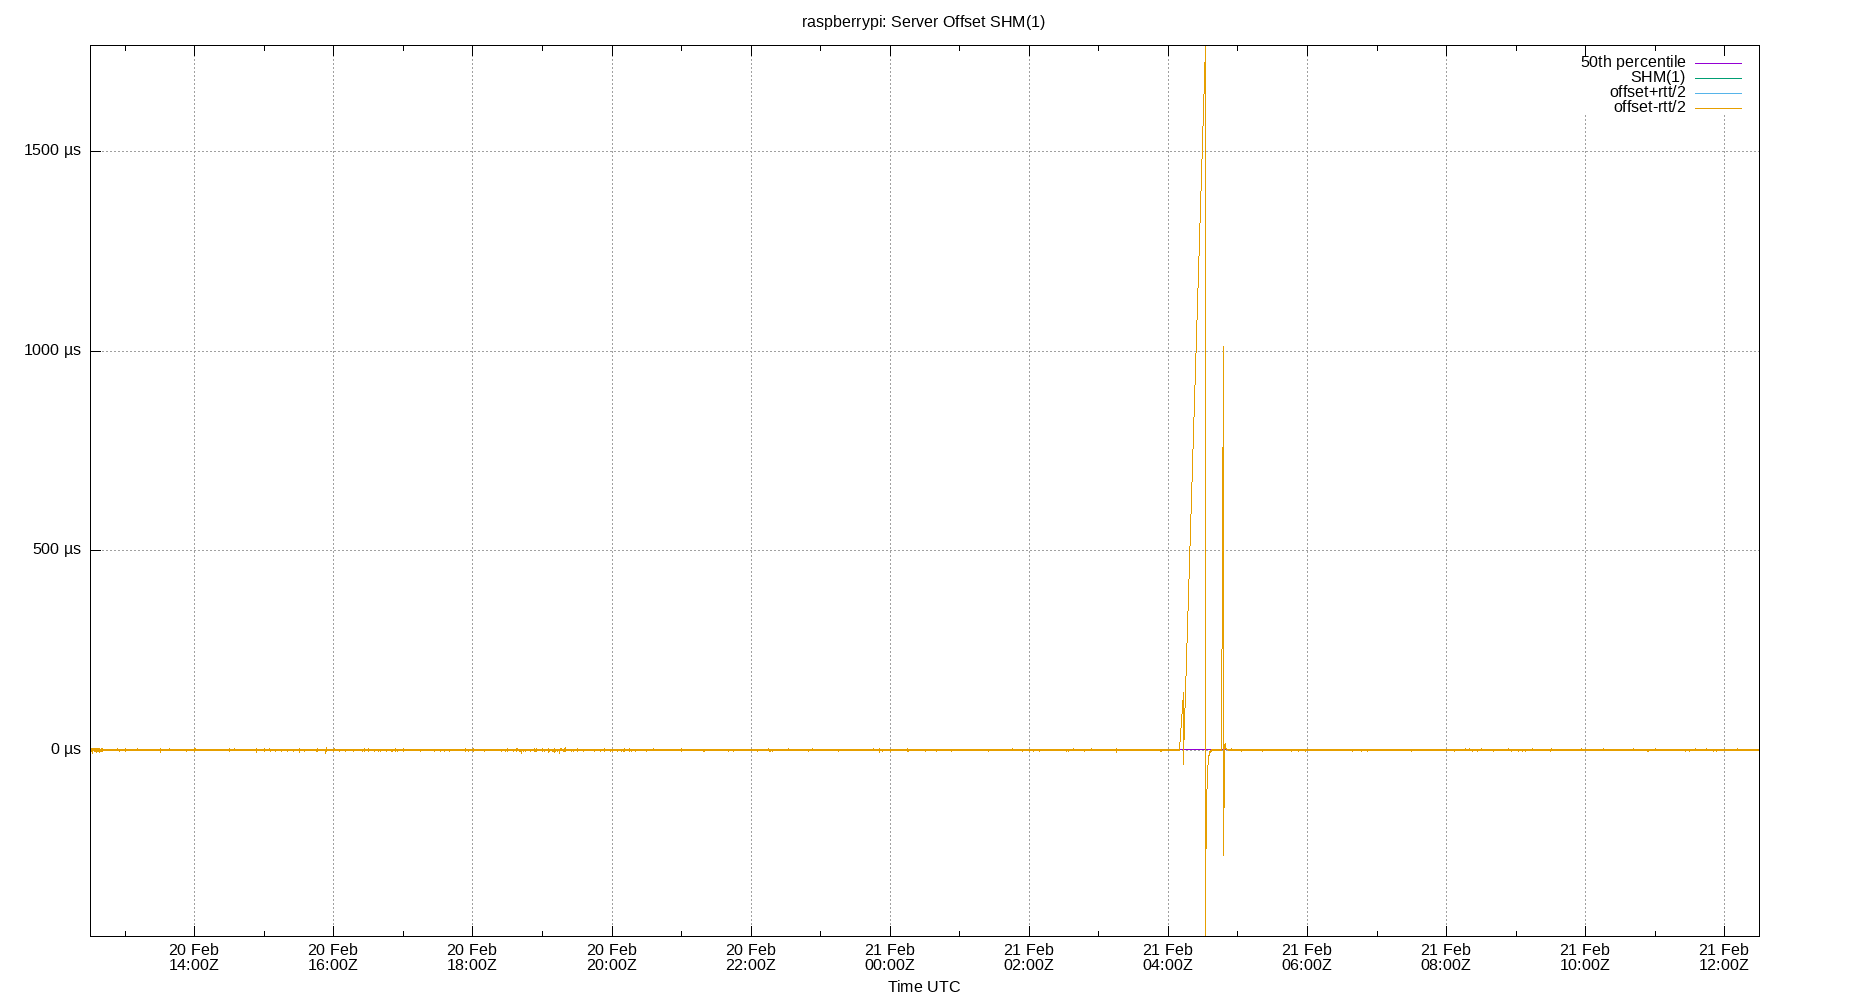 raspberrypi: Server Offset SHM(1)
50th percentile
SHM(1)
offset+rtt/2
offset-rtt/2
1500 µs
1000 µs
500 µs
0 µs
20 Feb 20 Feb 20 Feb 20 Feb 20 Feb 21 Feb 21 Feb 21 Feb 21 Feb 21 Feb 21 Feb 21 Feb
14:00Z 16:00Z 18:00Z 20:00Z 22:00Z 00:00Z 02:00Z 04:00Z 06:00Z 08:00Z 10:00Z 12:00Z
Time UTC